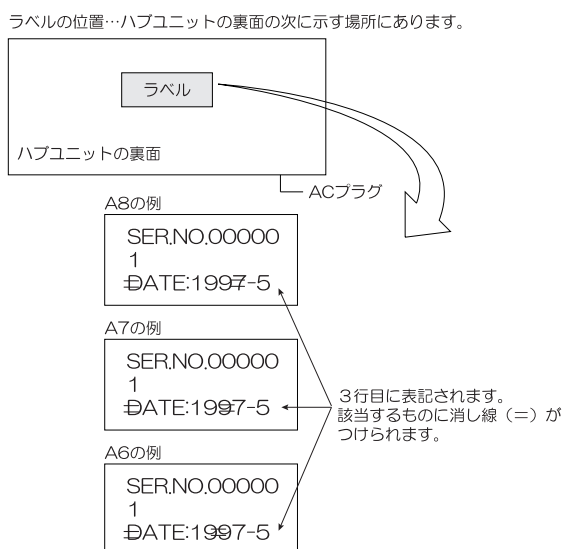 ラベルの位置…ハブユニットの裏面の次に示す場所にあります。
ラベル
ハブユニットの裏面
ACプラグ
A8の例
SER.NO.00000
1
DATE:1997-5
A7の例
SER.NO.00000
1
DATE:1997-5
3行目に表記されます。
該当するものに消し線（＝）が
つけられます。
A6の例
SER.NO.00000
1
DATE:1997-5